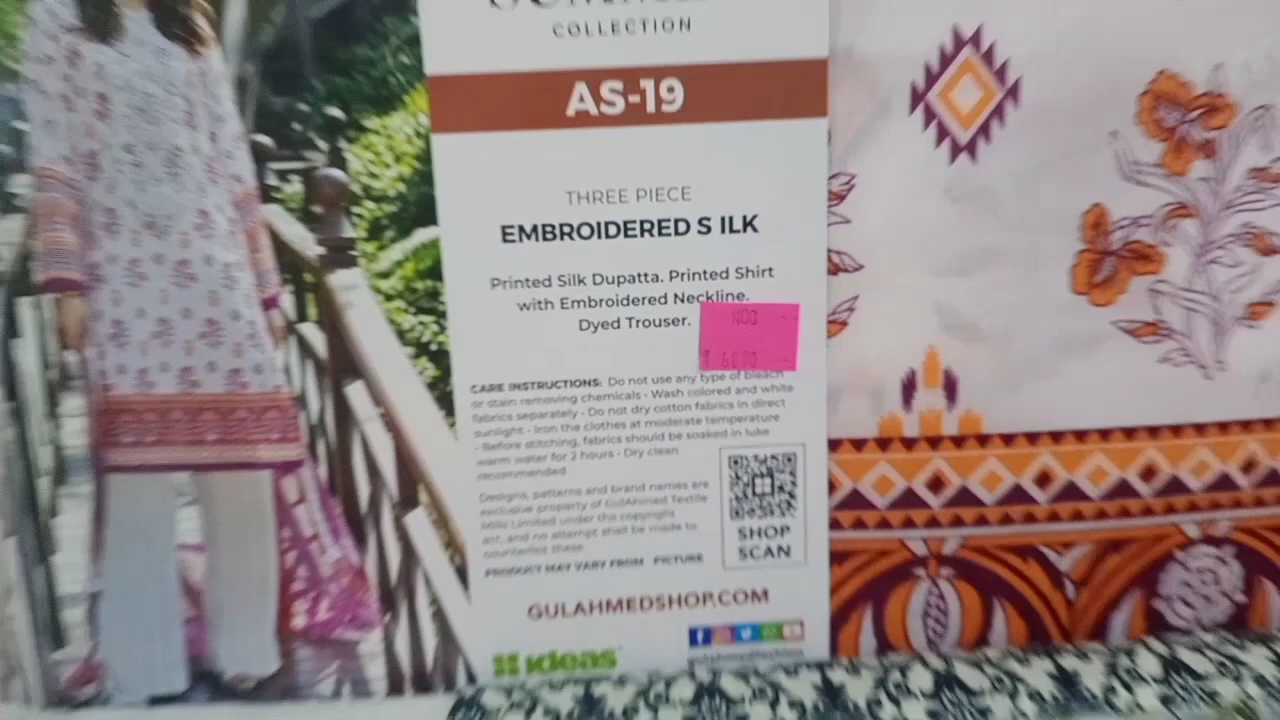 COLLECTION
AS-19
THREE PIECE
EMBROIDERED S ILK
Printed Silk Dupatta. Printed Shirt
with Embroidered Neckline.
Dyed Trouser.
CARE INSTRUCTIONS: Do not use any type of bleach
or stain removing chemicals - Wash colored and white
fabrics separately - Do not dry cotton fabrics in direct
sunlight - Iron the clothes at moderate temperature
- Before stitching, fabrics should be soaked in luke
warm water for 2 hours - Dry clean
recommended
Designs, patterns and brand names are
exclusive property of GulAhmed Textile
Mills Limited under the copyright
act, and no attempt shall be made to
counterfeit these.
PRODUCT MAY VARY FROM PICTURE
SHOP
SCAN
GULAHMEDSHOP.COM
ideas
gulahmedfashion